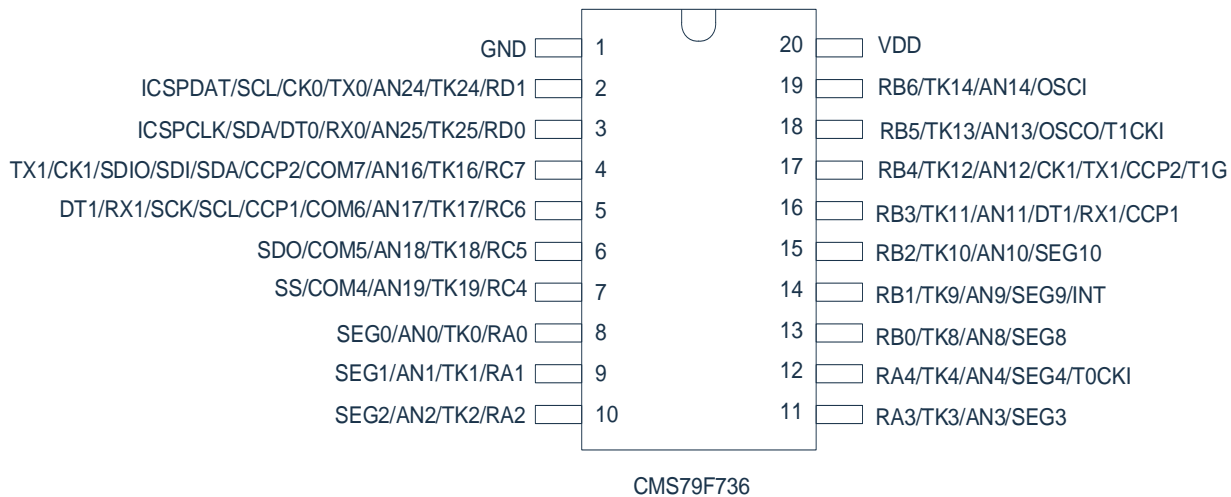 GND 1 20 VDD
ICSPDAT/SCL/CK0/TX0/AN24/TK24/RD1 2 19 RB6/TK14/AN14/OSCI
ICSPCLK/SDA/DT0/RX0/AN25/TK25/RD0 3 18 RB5/TK13/AN13/OSCO/T1CKI
TX1/CK1/SDIO/SDI/SDA/CCP2/COM7/AN16/TK16/RC7 4 17 RB4/TK12/AN12/CK1/TX1/CCP2/T1G
DT1/RX1/SCK/SCL/CCP1/COM6/AN17/TK17/RC6 5 16 RB3/TK11/AN11/DT1/RX1/CCP1
SDO/COM5/AN18/TK18/RC5 6 15 RB2/TK10/AN10/SEG10
SS/COM4/AN19/TK19/RC4 7 14 RB1/TK9/AN9/SEG9/INT
SEG0/AN0/TK0/RA0 8 13 RB0/TK8/AN8/SEG8
SEG1/AN1/TK1/RA1 9 12 RA4/TK4/AN4/SEG4/T0CKI
SEG2/AN2/TK2/RA2 10 11 RA3/TK3/AN3/SEG3
CMS79F736